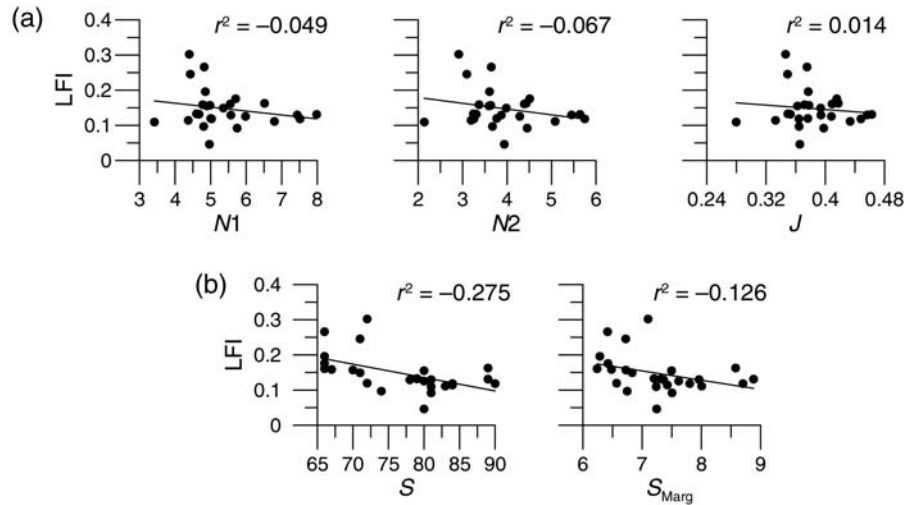 (a)
r² = –0.049
r² = –0.067
r² = 0.014
LFI
0.4
0.3
0.2
0.1
0
3 4 5 6 7 8
2 3 4 5 6
0.24 0.32 0.4 0.48
N1
N2
J
(b)
r² = –0.275
r² = –0.126
LFI
0.4
0.3
0.2
0.1
0
65 70 75 80 85 90
6 7 8 9
S
S_Marg